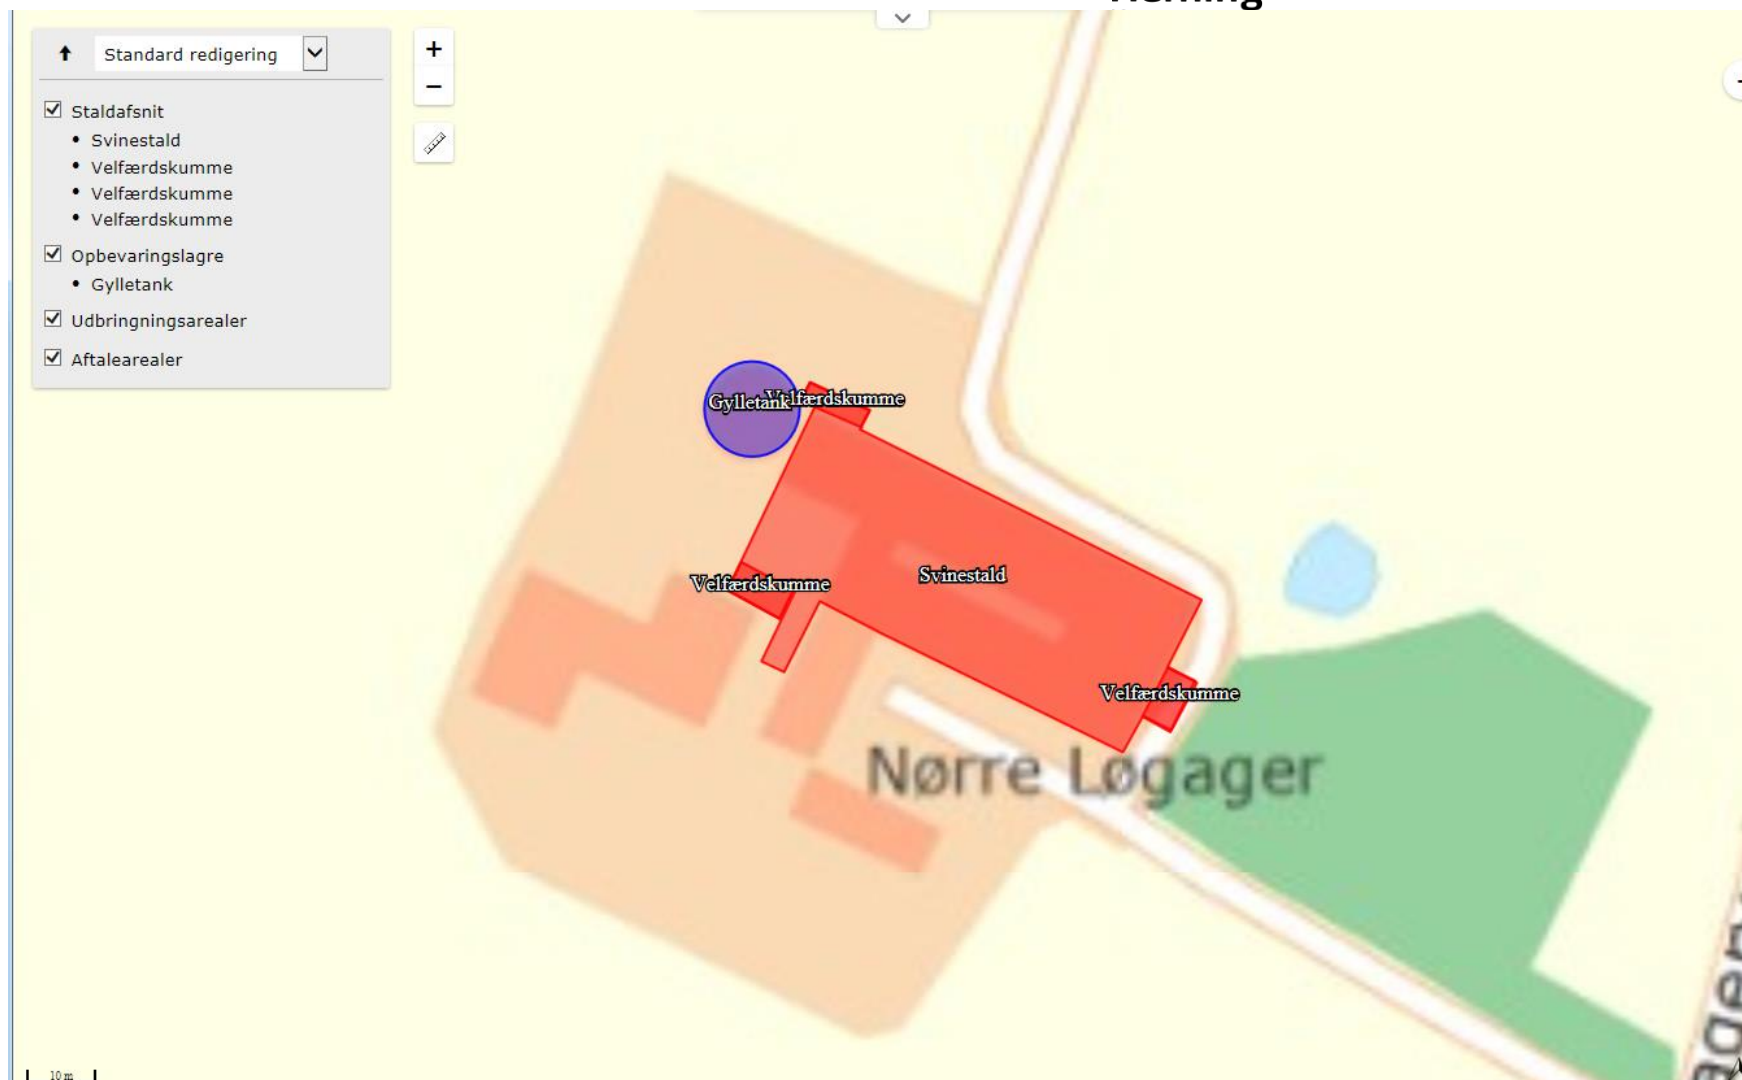 Standard redigering
Staldafsnit
• Svinestald
• Velfærdskumme
• Velfærdskumme
• Velfærdskumme
Opbevaringslagre
• Gylletank
Udbringningsarealer
Aftalearealer
+
−
Gylletank
Velfærdskumme
Svinestald
Velfærdskumme
Velfærdskumme
Nørre Løgager
10 m